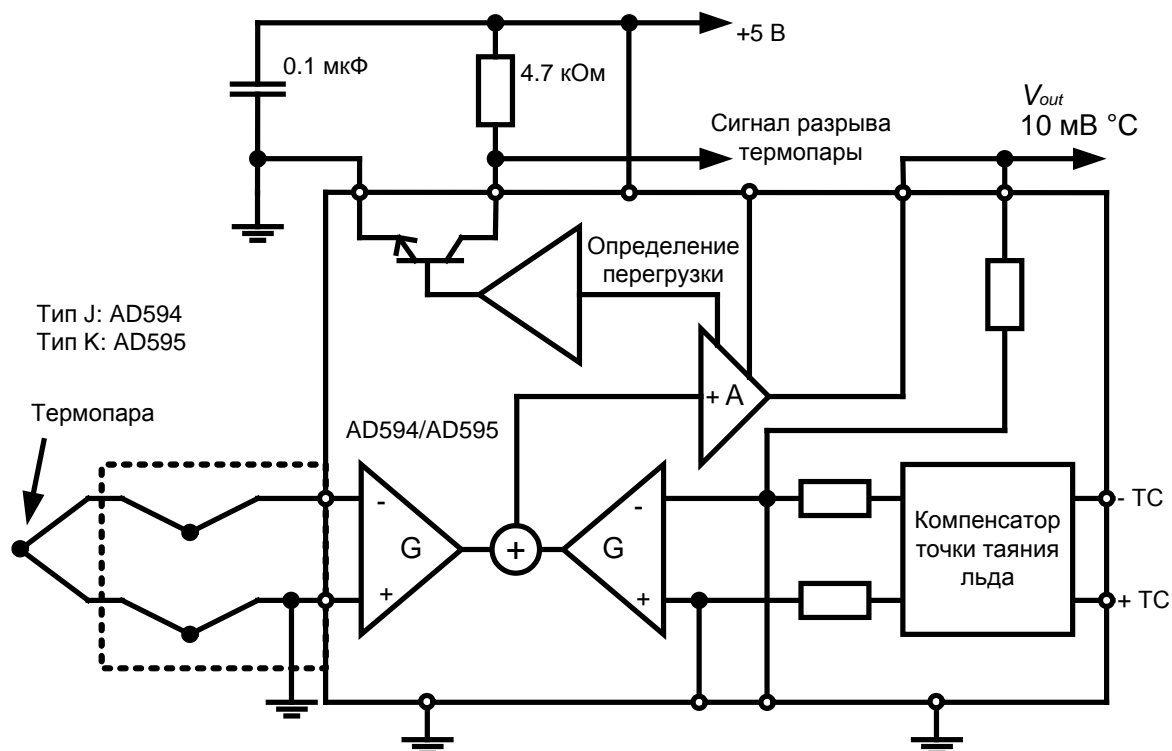 +5 В
0.1 мкФ
4.7 кОм
Vout
10 мВ °C
Сигнал разрыва
термопары
Определение
перегрузки
Тип J: AD594
Тип K: AD595
+ A
Термопара
AD594/AD595
-
G
+
+
-
G
+
Компенсатор
точки таяния
льда
- TC
+ TC